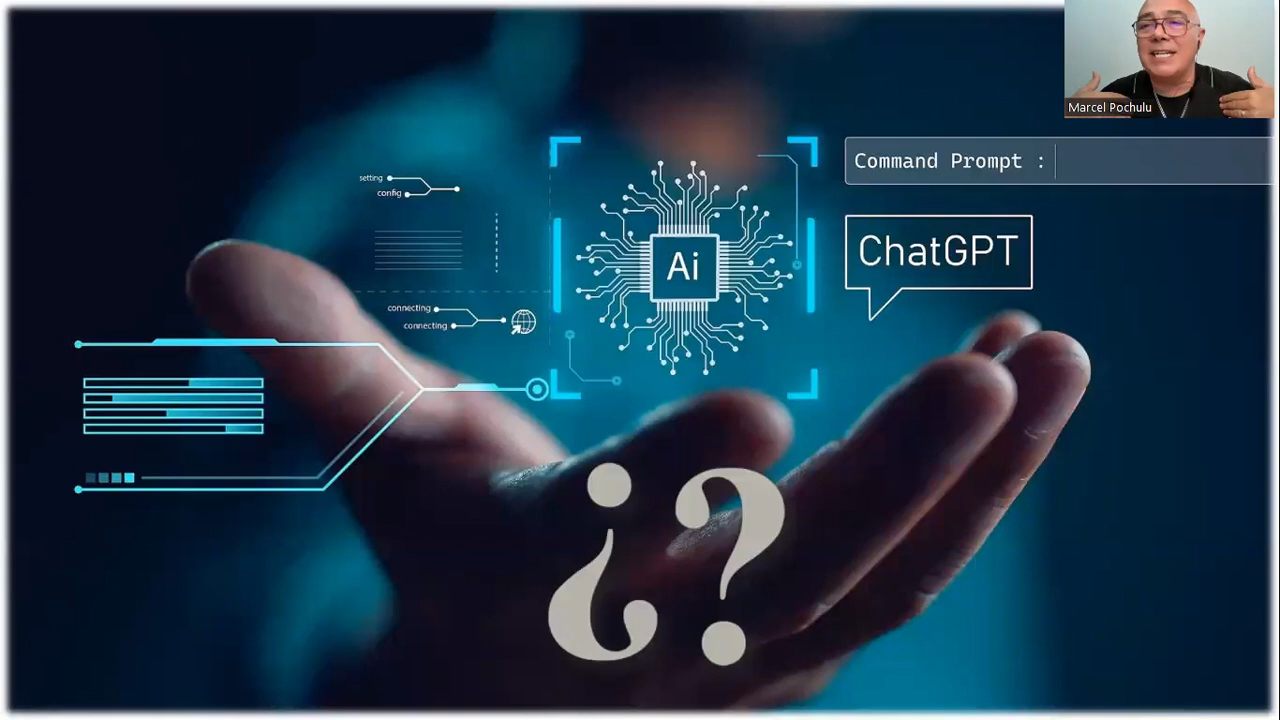 Marcel Pochulu
Command Prompt :
setting
config
Ai
ChatGPT
connecting
connecting
¿?